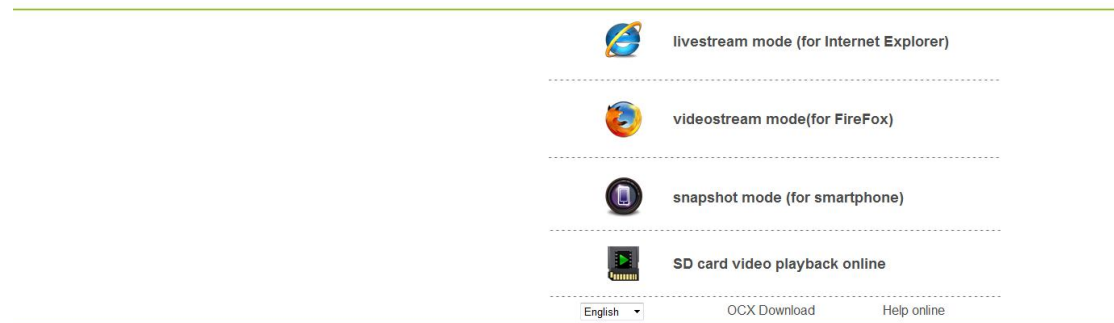 livestream mode (for Internet Explorer)
videostream mode(for FireFox)
snapshot mode (for smartphone)
SD card video playback online
English OCX Download Help online